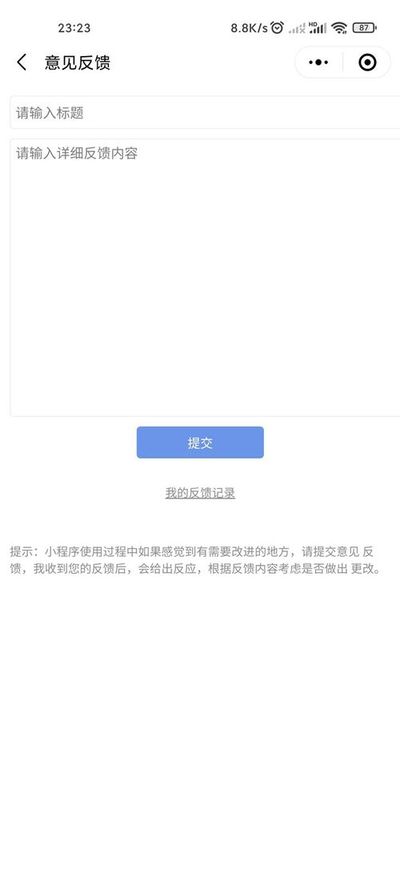 23:23 8.8K/s HD 87
意见反馈
请输入标题
请输入详细反馈内容
提交
我的反馈记录
提示：小程序使用过程中如果感觉到有需要改进的地方，请提交意见 反
馈，我收到您的反馈后，会给出反应，根据反馈内容考虑是否做出 更改。